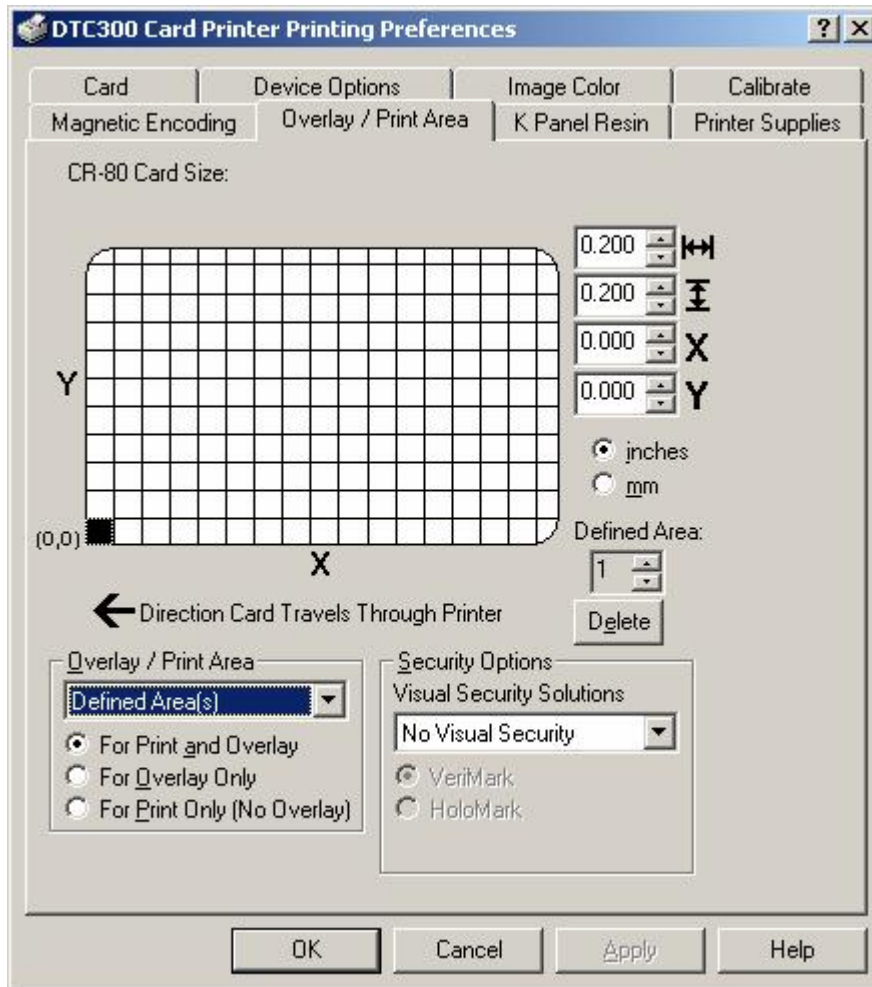 DTC300 Card Printer Printing Preferences
Card Device Options Image Color Calibrate
Magnetic Encoding Overlay / Print Area K Panel Resin Printer Supplies
CR-80 Card Size:
0.200
0.200
0.000 X
0.000 Y
Y
inches
mm
(0,0)
X
Defined Area:
1
Direction Card Travels Through Printer
Delete
Overlay / Print Area
Defined Area(s)
For Print and Overlay
For Overlay Only
For Print Only (No Overlay)
Security Options
Visual Security Solutions
No Visual Security
VeriMark
HoloMark
OK Cancel Apply Help